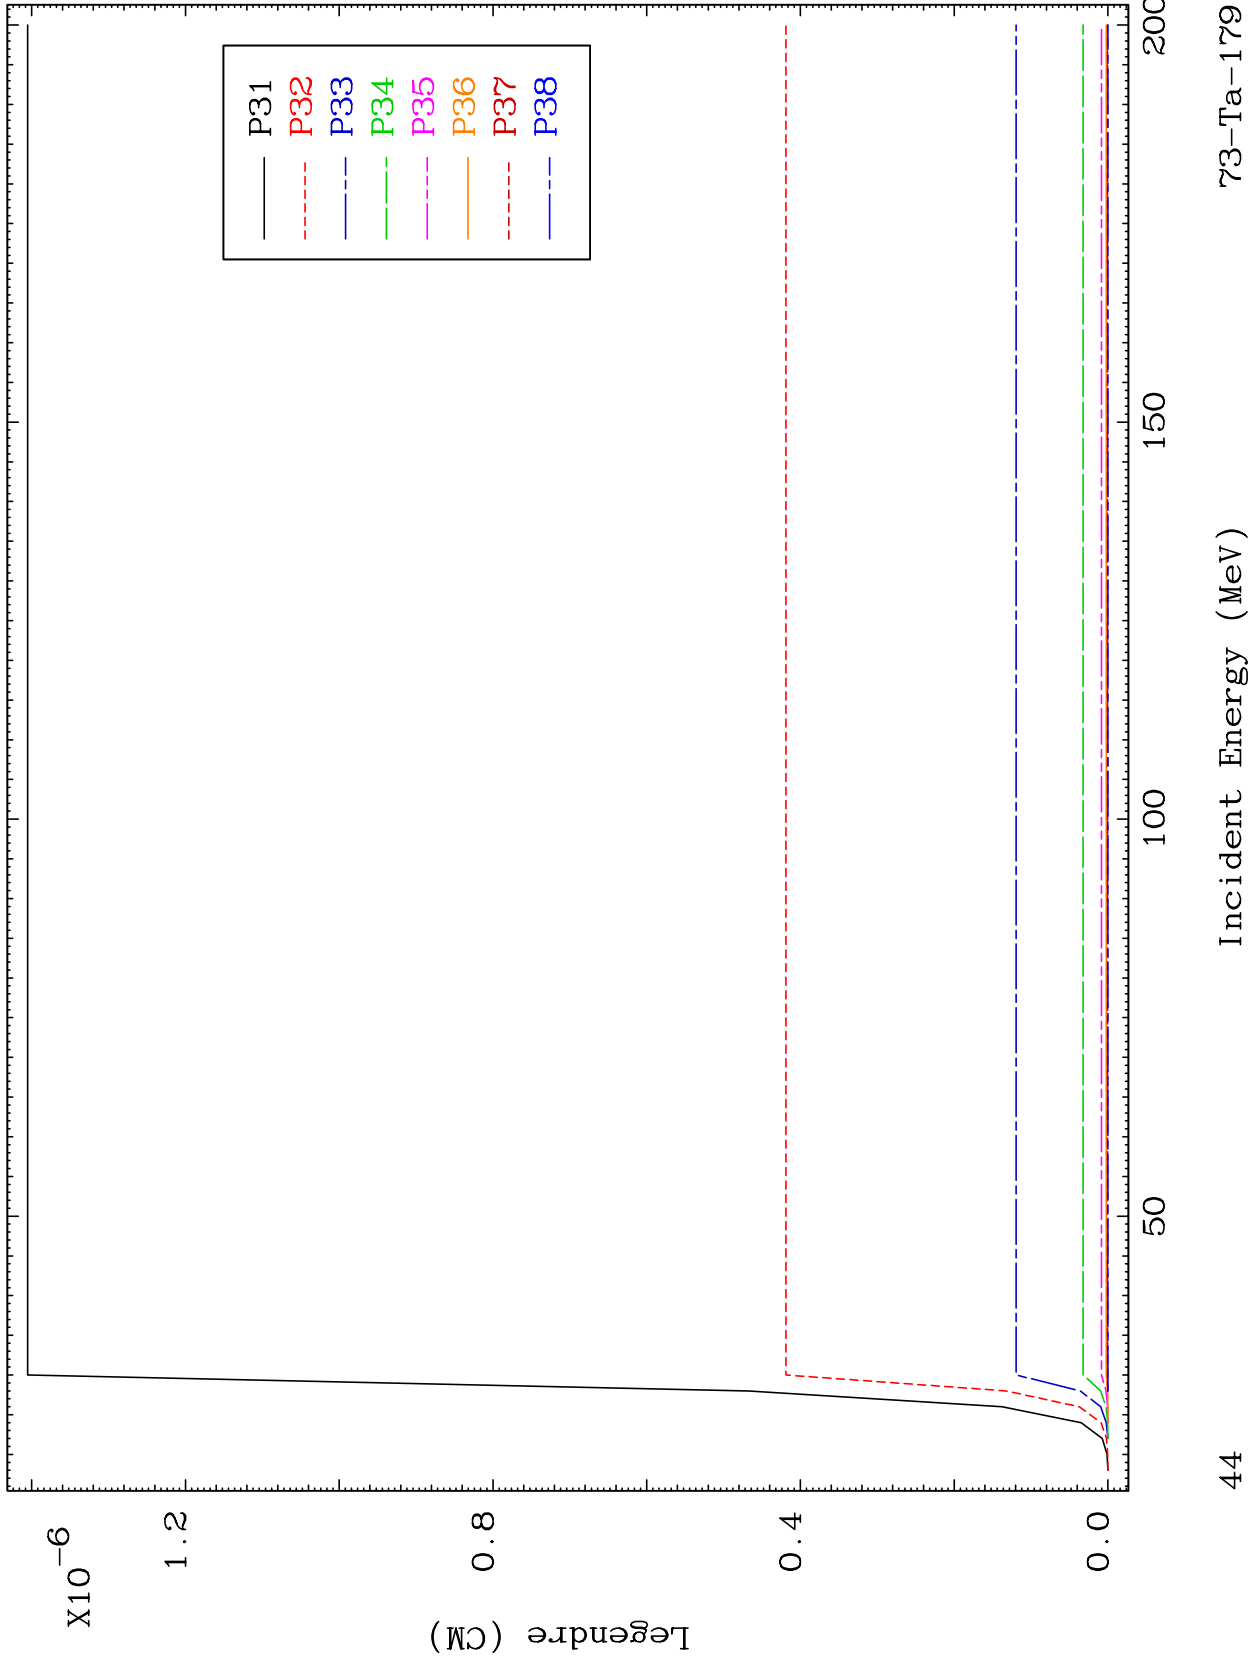 X10-6
1.2
0.8
0.4
0.0
Legendre (CM)
P31
P32
P33
P34
P35
P36
P37
P38
50
100
150
200
Incident Energy (MeV)
44
73-Ta-179